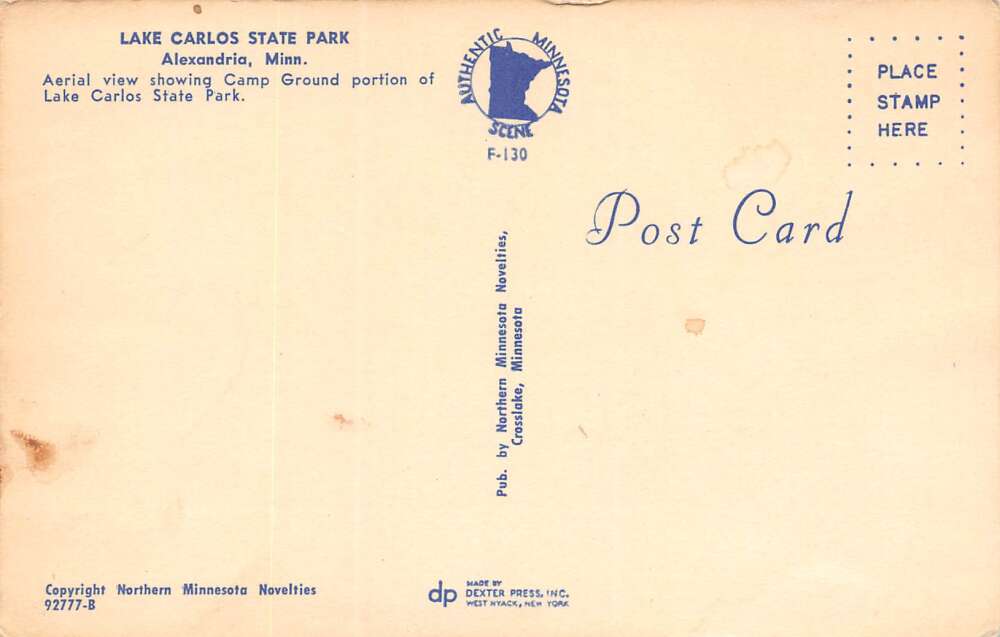 LAKE CARLOS STATE PARK
Alexandria, Minn.
Aerial view showing Camp Ground portion of
Lake Carlos State Park.
AUTHENTIC MINNESOTA
SCENE
F-130
PLACE
STAMP
HERE
Post Card
Pub. by Northern Minnesota Novelties,
Crosslake, Minnesota
Copyright Northern Minnesota Novelties
92777-B
dp
MADE BY
DEXTER PRESS, INC.
WEST NYACK, NEW YORK